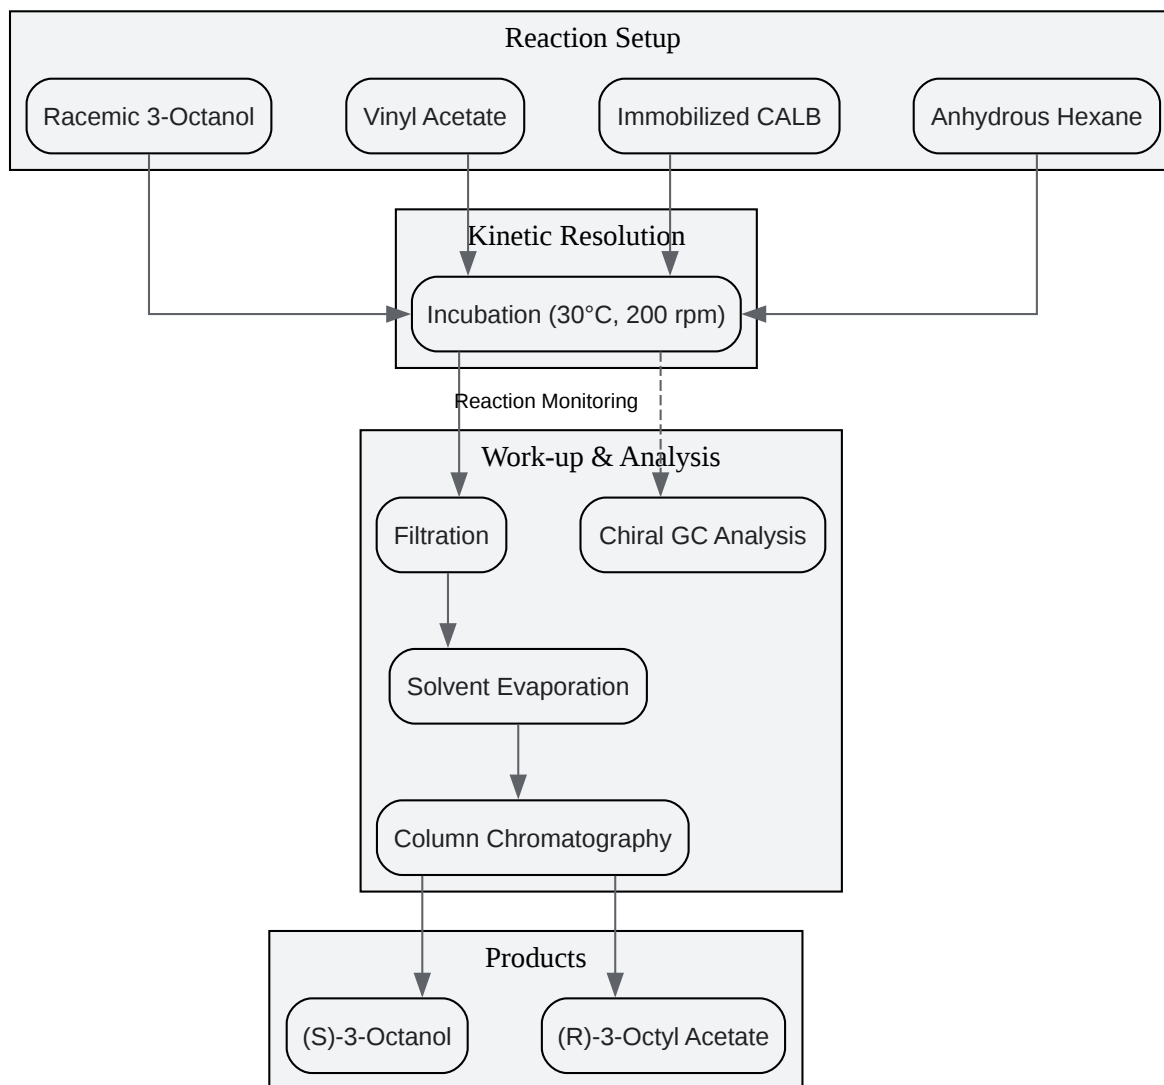 Reaction Setup
Racemic 3-Octanol
Vinyl Acetate
Immobilized CALB
Anhydrous Hexane
Kinetic Resolution
Incubation (30°C, 200 rpm)
Reaction Monitoring
Work-up & Analysis
Filtration
Chiral GC Analysis
Solvent Evaporation
Column Chromatography
Products
(S)-3-Octanol
(R)-3-Octyl Acetate